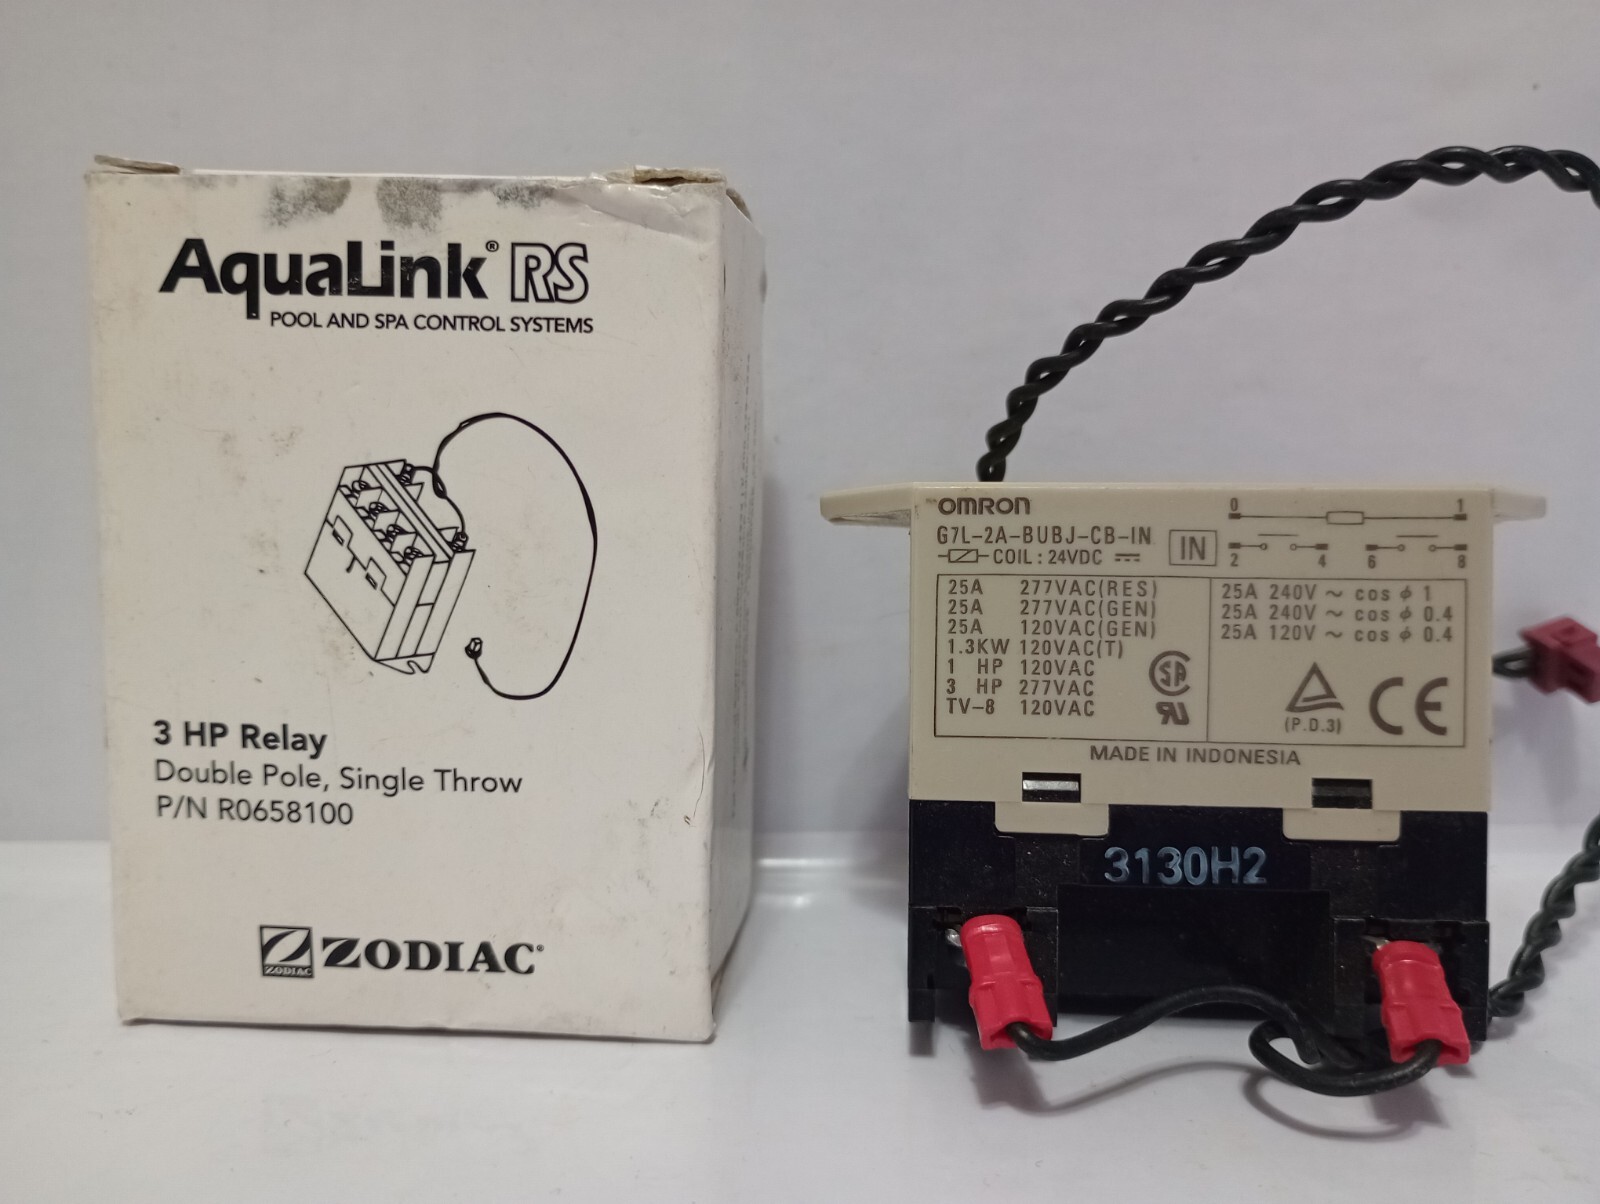 AquaLink® RS
POOL AND SPA CONTROL SYSTEMS
3 HP Relay
Double Pole, Single Throw
P/N R0658100
ZODIAC ZODIAC®
OMRON
G7L-2A-BUBJ-CB-IN
COIL : 24VDC
IN
0 1
2 4 6 8
25A 277VAC(RES)
25A 277VAC(GEN)
25A 120VAC(GEN)
1.3KW 120VAC(T)
1 HP 120VAC
3 HP 277VAC
TV-8 120VAC
25A 240V ~ cos ϕ 1
25A 240V ~ cos ϕ 0.4
25A 120V ~ cos ϕ 0.4
(P.D.3)
CE
MADE IN INDONESIA
3130H2